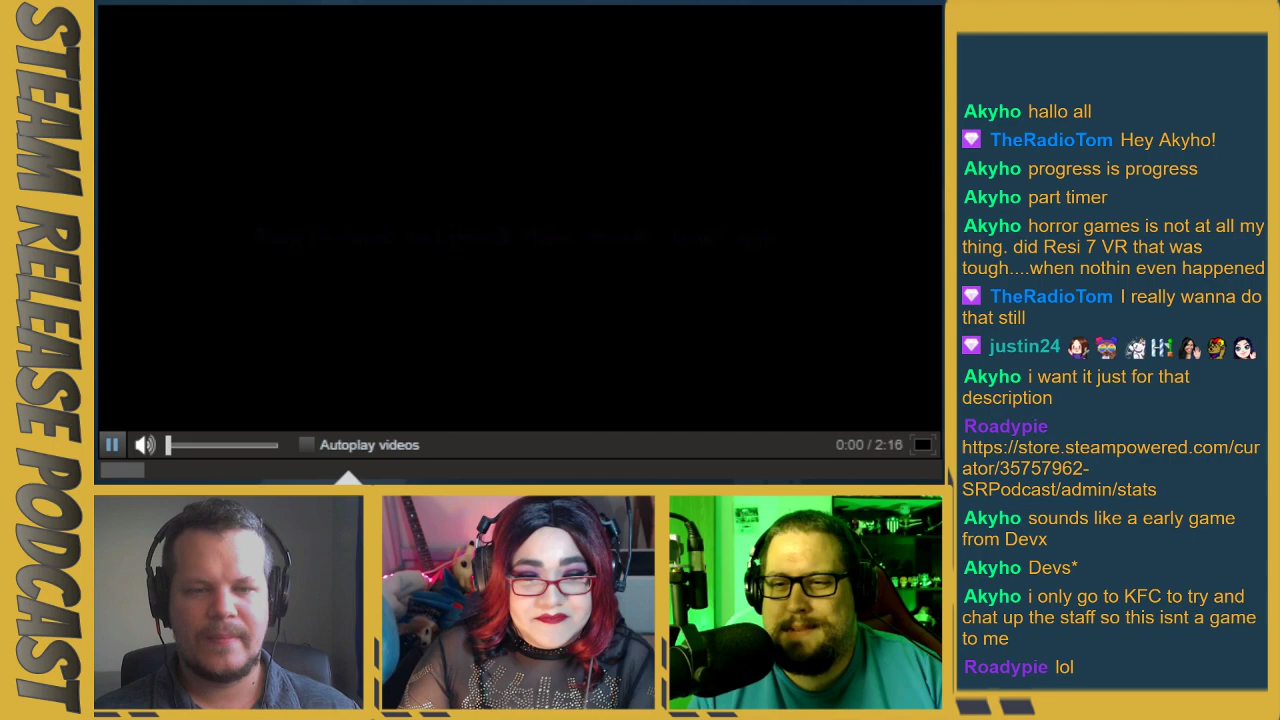 STEAM RELEASE PODCAST
Autoplay videos
0:00 / 2:16
Akyho hallo all
TheRadioTom Hey Akyho!
Akyho progress is progress
Akyho part timer
Akyho horror games is not at all my
thing. did Resi 7 VR that was
tough....when nothin even happened
TheRadioTom I really wanna do
that still
justin24
Akyho i want it just for that
description
Roadypie
https://store.steampowered.com/cur
ator/35757962-
SRPodcast/admin/stats
Akyho sounds like a early game
from Devx
Akyho Devs*
Akyho i only go to KFC to try and
chat up the staff so this isnt a game
to me
Roadypie lol